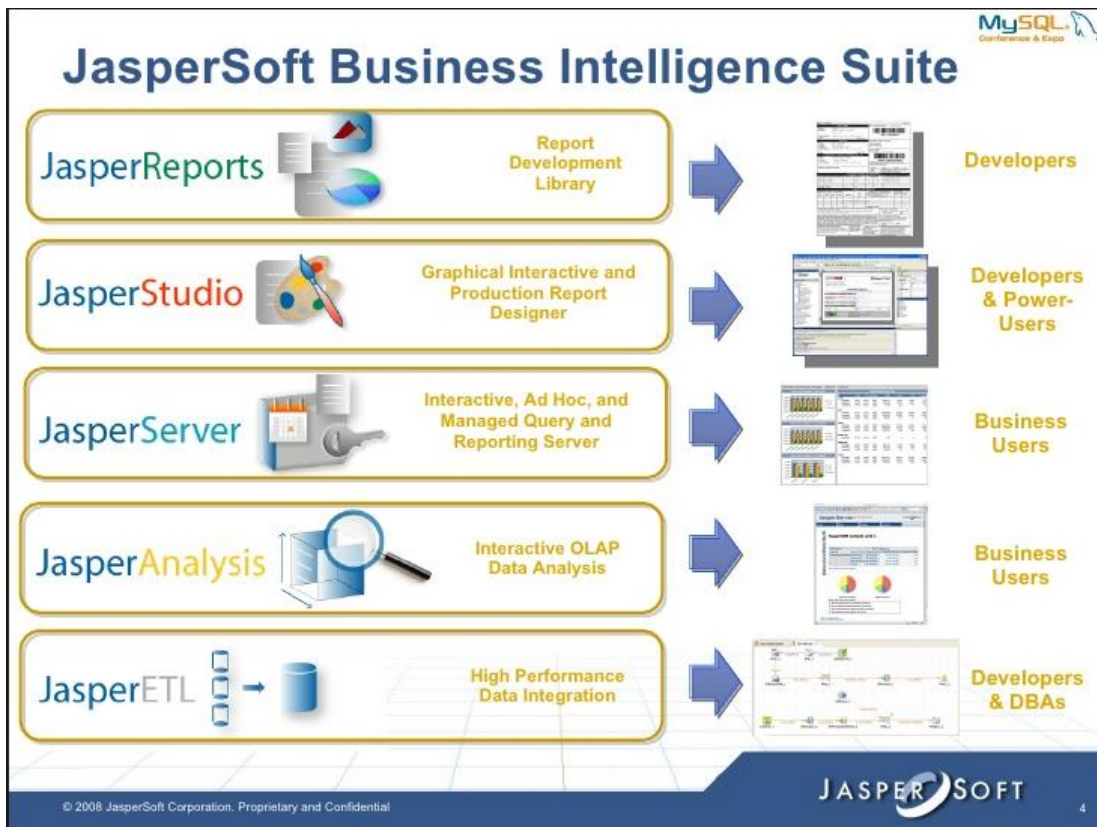 MySQL
Conference & Expo
JasperSoft Business Intelligence Suite
JasperReports
Report
Development
Library
Developers
JasperStudio
Graphical Interactive and
Production Report
Designer
Developers
& Power-
Users
JasperServer
Interactive, Ad Hoc, and
Managed Query and
Reporting Server
Business
Users
JasperAnalysis
Interactive OLAP
Data Analysis
Business
Users
JasperETL
High Performance
Data Integration
Developers
& DBAs
JASPERSOFT
© 2008 JasperSoft Corporation. Proprietary and Confidential
4